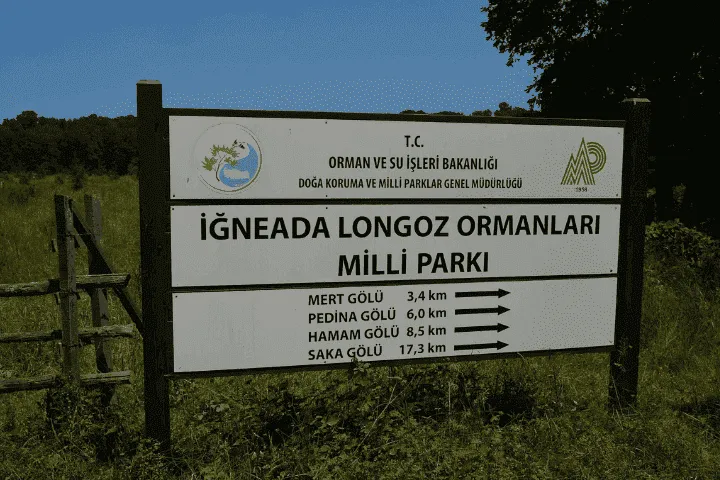 T.C.
ORMAN VE SU İŞLERİ BAKANLIĞI
DOĞA KORUMA VE MİLLİ PARKLAR GENEL MÜDÜRLÜĞÜ
İĞNEADA LONGOZ ORMANLARI
MİLLİ PARKI
MERT GÖLÜ 3,4 km
PEDİNA GÖLÜ 6,0 km
HAMAM GÖLÜ 8,5 km
SAKA GÖLÜ 17,3 km